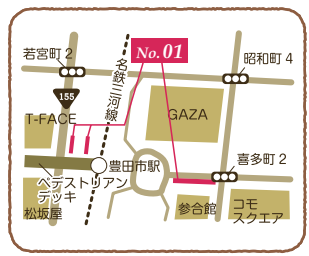 若宮町2
名鉄三河線
No.01
昭和町4
155
T-FACE
GAZA
豊田市駅
喜多町2
ペデストリアン
デッキ
松坂屋
参合館
コモ
スクエア